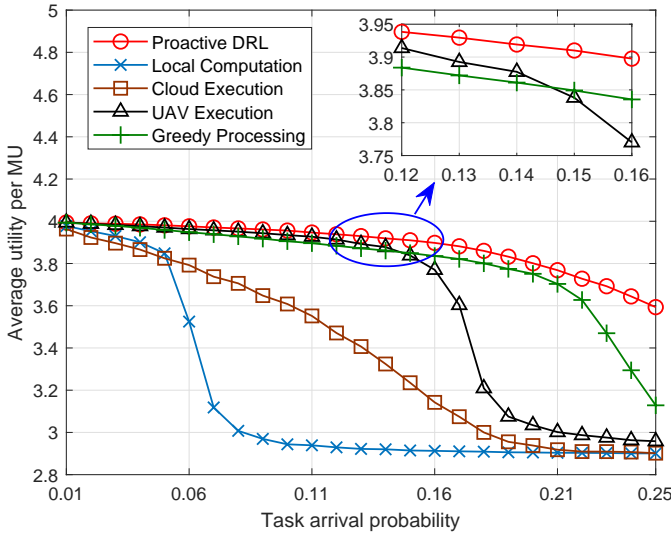 Average utility per MU
5
4.8
4.6
4.4
4.2
4
3.8
3.6
3.4
3.2
3
2.8
Proactive DRL
Local Computation
Cloud Execution
UAV Execution
Greedy Processing
3.95
3.9
3.85
3.8
3.75
0.12 0.13 0.14 0.15 0.16
0.01 0.06 0.11 0.16 0.21 0.25
Task arrival probability